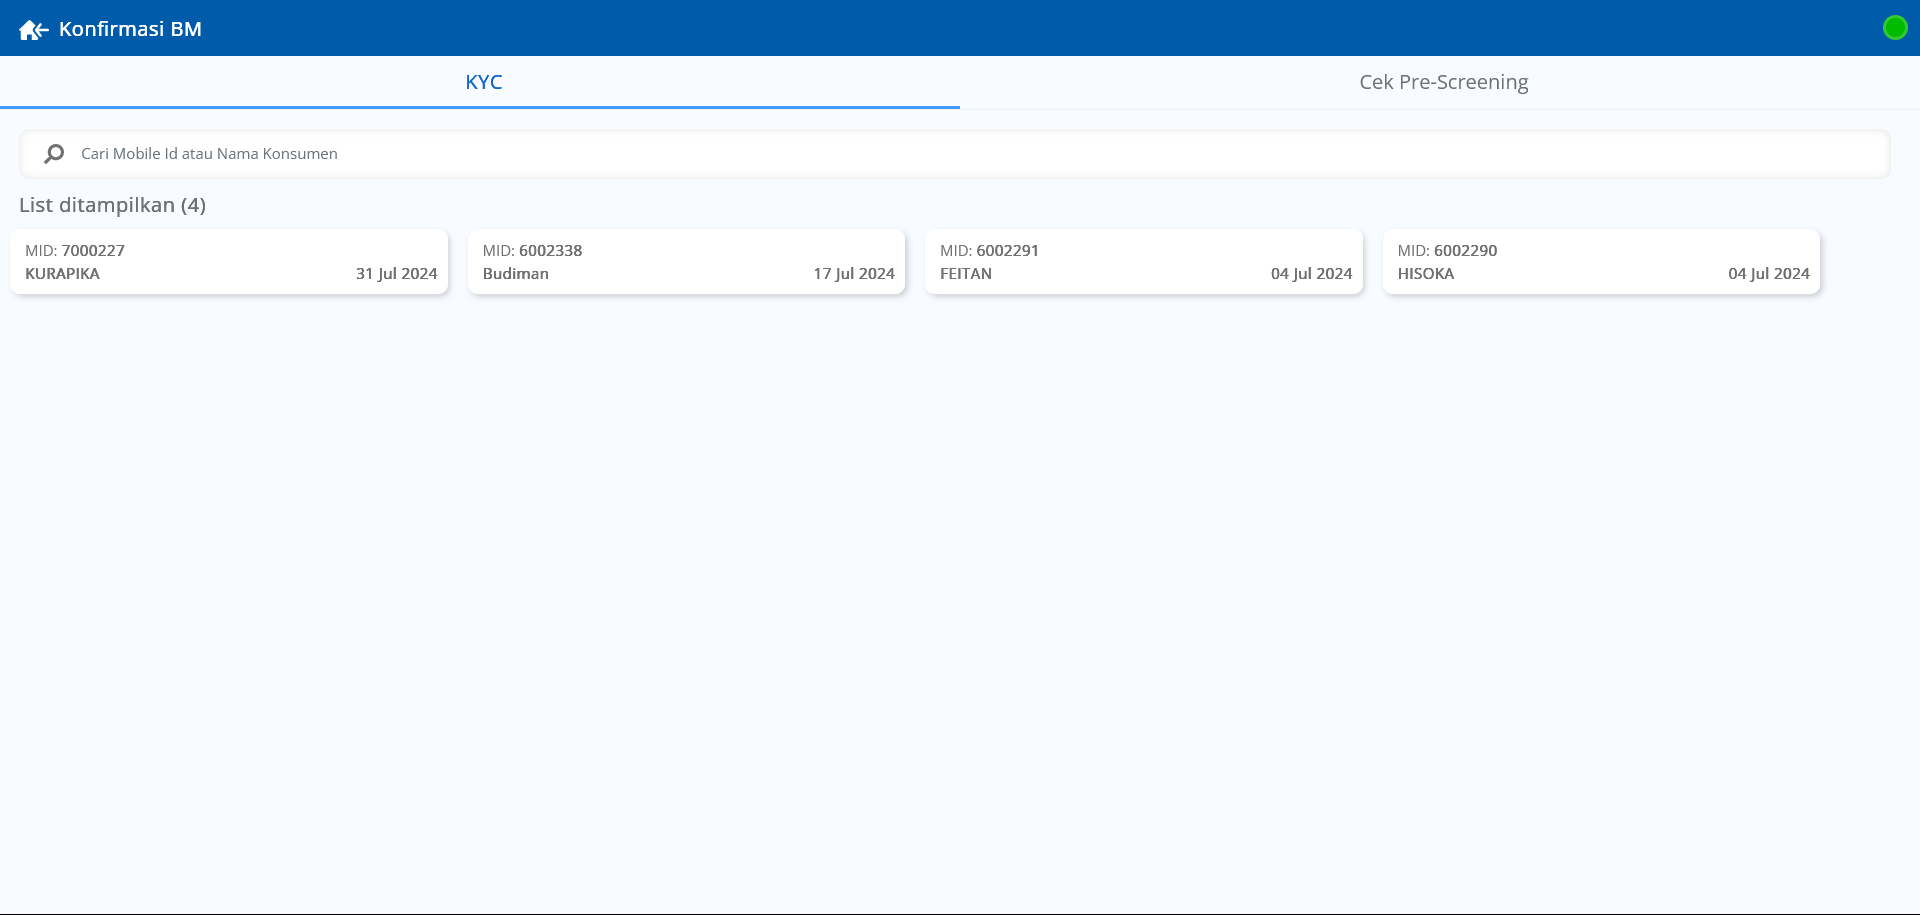 Konfirmasi BM
KYC
Cek Pre-Screening
Cari Mobile Id atau Nama Konsumen
List ditampilkan (4)
MID: 7000227
KURAPIKA 31 Jul 2024
MID: 6002338
Budiman 17 Jul 2024
MID: 6002291
FEITAN 04 Jul 2024
MID: 6002290
HISOKA 04 Jul 2024